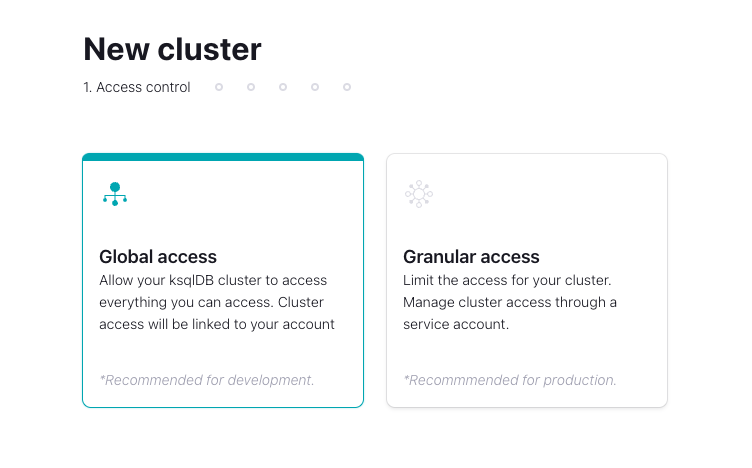 New cluster
1. Access control
Global access
Allow your ksqlDB cluster to access
everything you can access. Cluster
access will be linked to your account
*Recommended for development.
Granular access
Limit the access for your cluster.
Manage cluster access through a
service account.
*Recommmended for production.